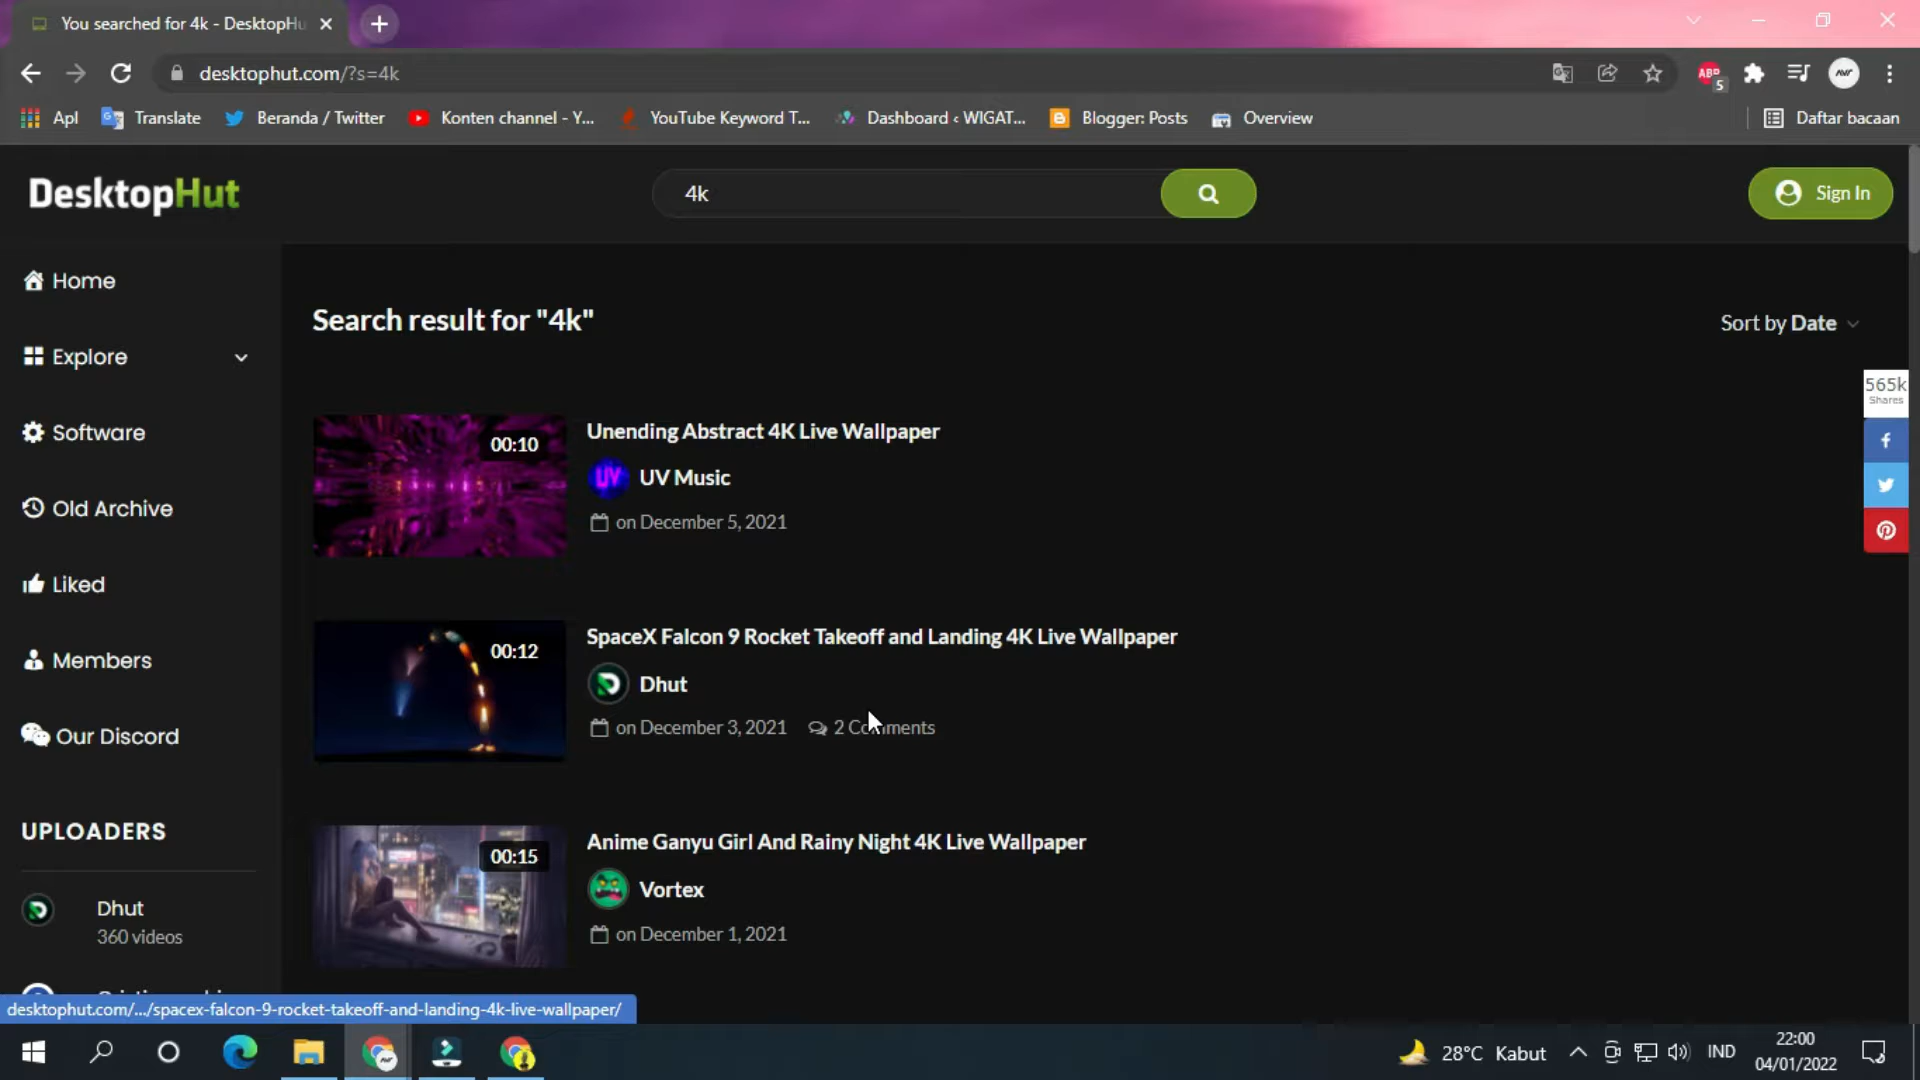 You searched for 4k - DesktopHu
desktophut.com/?s=4k
ABP
5
AVR
Apl
Translate
Beranda / Twitter
Konten channel - Y...
YouTube Keyword T...
Dashboard ‹ WIGAT...
Blogger: Posts
Overview
Daftar bacaan
DesktopHut
4k
Sign In
Home
Explore
Software
Old Archive
Liked
Members
Our Discord
UPLOADERS
Dhut
360 videos
Search result for "4k"
Sort by Date
565k
Shares
00:10
Unending Abstract 4K Live Wallpaper
UV
UV Music
on December 5, 2021
00:12
SpaceX Falcon 9 Rocket Takeoff and Landing 4K Live Wallpaper
Dhut
on December 3, 2021
2 Comments
00:15
Anime Ganyu Girl And Rainy Night 4K Live Wallpaper
Vortex
on December 1, 2021
desktophut.com/.../spacex-falcon-9-rocket-takeoff-and-landing-4k-live-wallpaper/
28°C Kabut
IND
22:00
04/01/2022